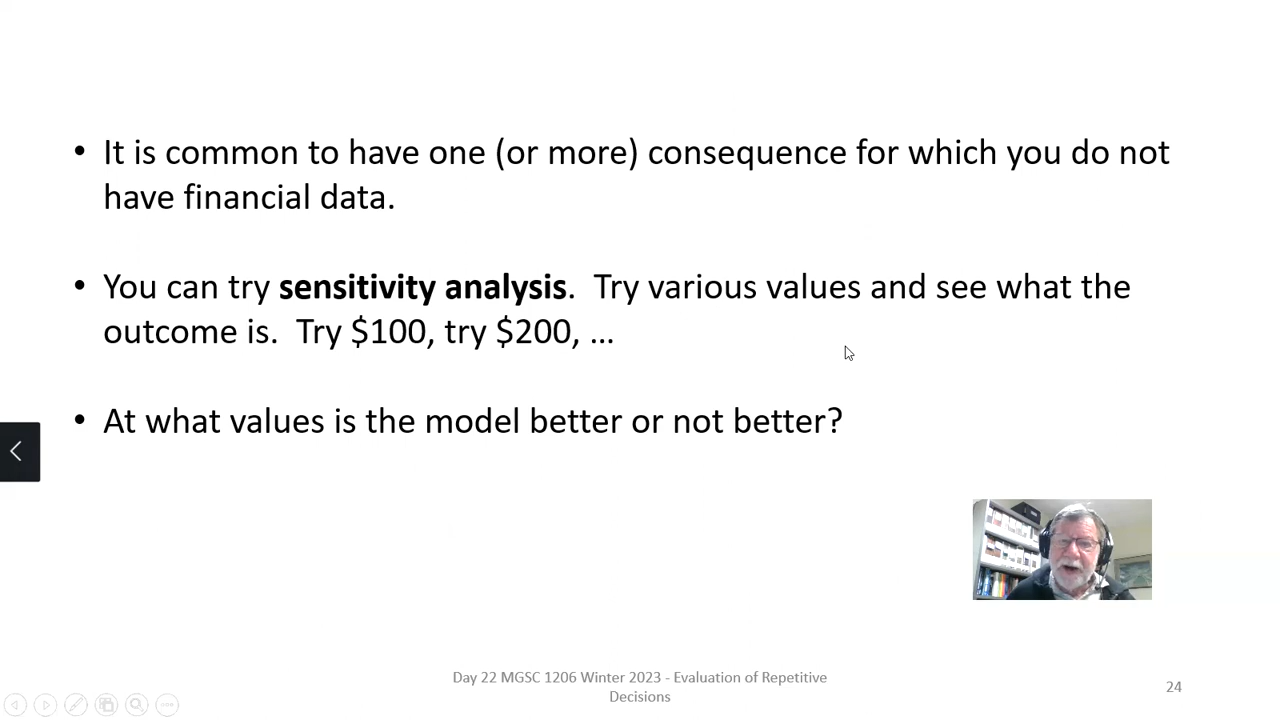 • It is common to have one (or more) consequence for which you do not
have financial data.
• You can try sensitivity analysis.  Try various values and see what the
outcome is.  Try $100, try $200, …
• At what values is the model better or not better?
Day 22 MGSC 1206 Winter 2023 - Evaluation of Repetitive
Decisions
24